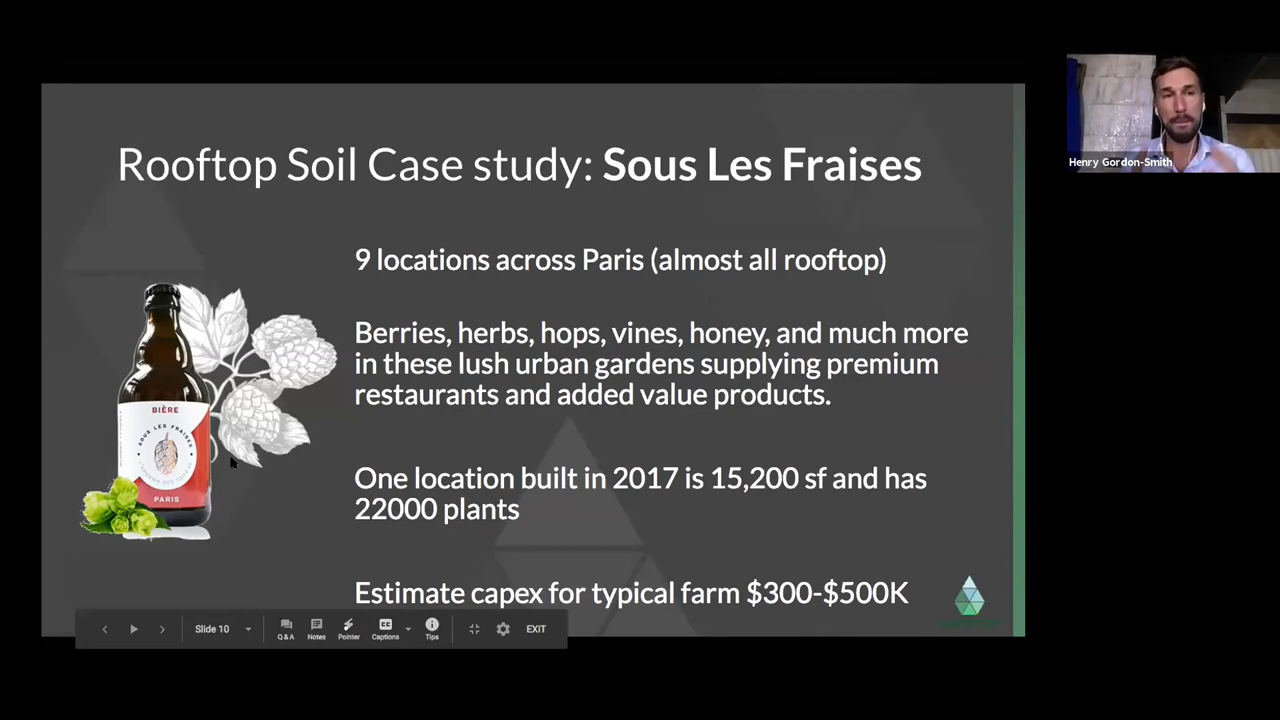 Rooftop Soil Case study: Sous Les Fraises
Henry Gordon-Smith
9 locations across Paris (almost all rooftop)
Berries, herbs, hops, vines, honey, and much more
in these lush urban gardens supplying premium
restaurants and added value products.
BIÈRE
SOUS LES FRAISES
PARIS
One location built in 2017 is 15,200 sf and has
22000 plants
Estimate capex for typical farm $300-$500K
Slide 10
Q & A
Notes
Pointer
Captions
CC
Tips
EXIT